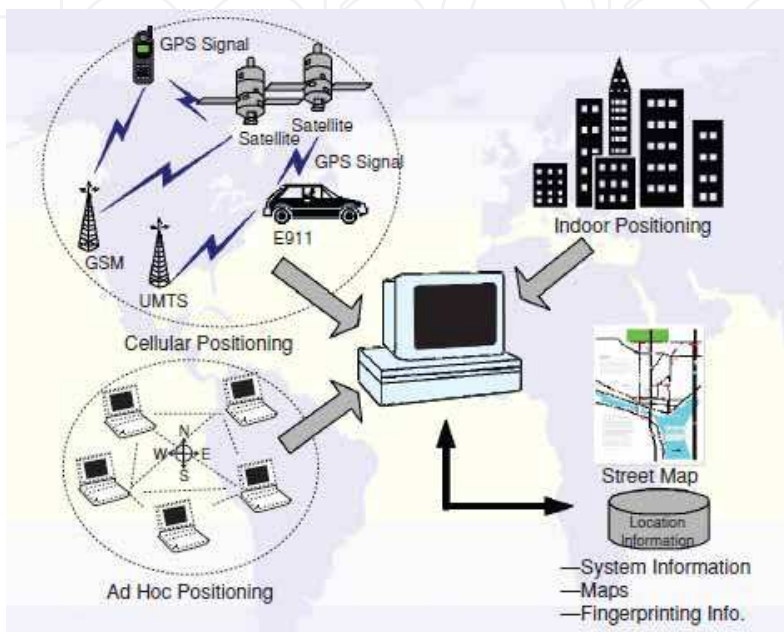 GPS Signal
Satellite
Satellite
GPS Signal
GSM
E911
UMTS
Cellular Positioning
Indoor Positioning
N
W
E
S
Ad Hoc Positioning
Street Map
Location
Information
—System Information
—Maps
—Fingerprinting Info.